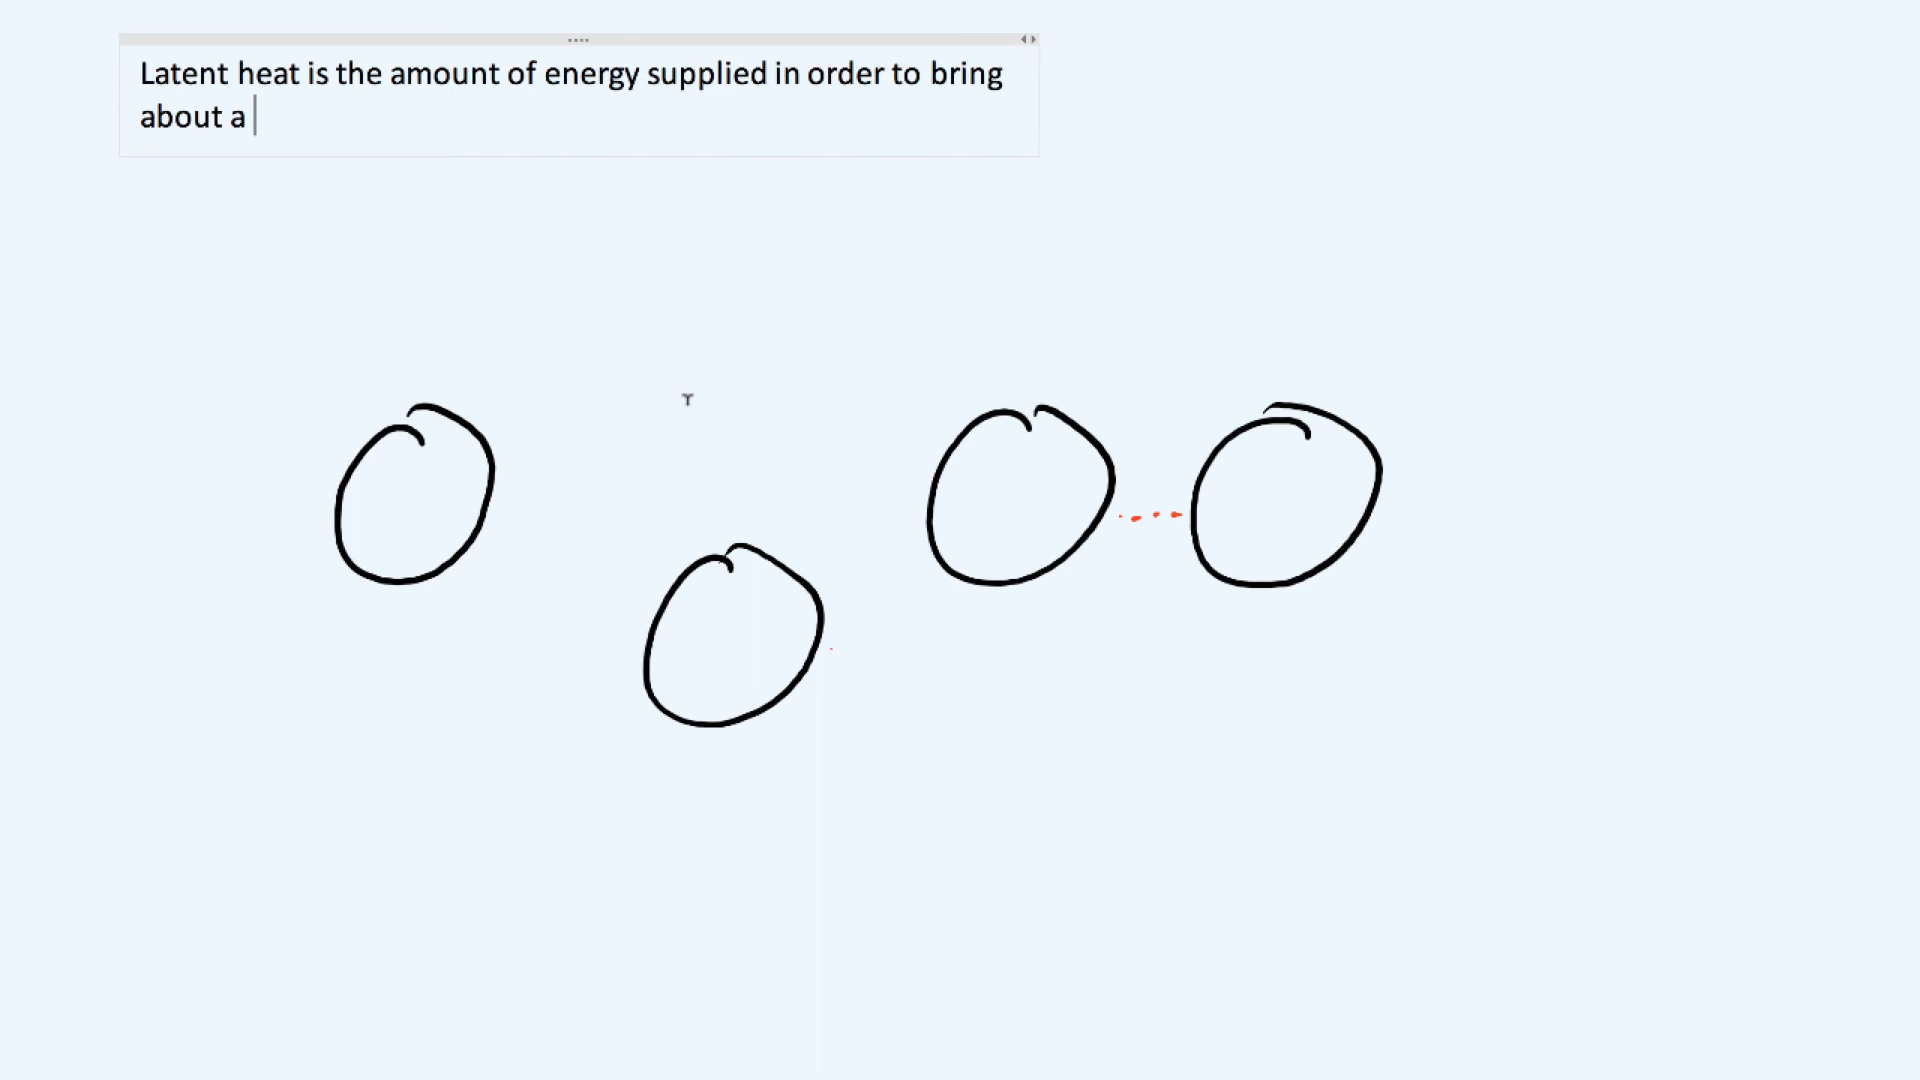 Latent heat is the amount of energy supplied in order to bring
about a